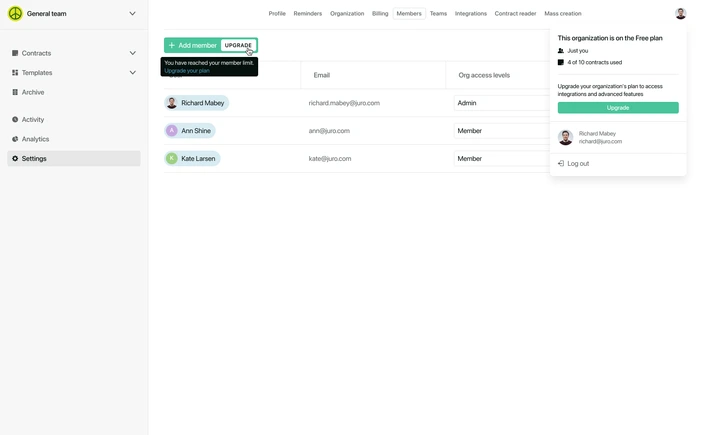 General team
Profile
Reminders
Organization
Billing
Members
Teams
Integrations
Contract reader
Mass creation
Contracts
Templates
Archive
Activity
Analytics
Settings
+ Add member
UPGRADE
You have reached your member limit.
Upgrade your plan
Email
Org access levels
Richard Mabey
richard.mabey@juro.com
Admin
A
Ann Shine
ann@juro.com
Member
K
Kate Larsen
kate@juro.com
Member
This organization is on the Free plan
Just you
4 of 10 contracts used
Upgrade your organization's plan to access
integrations and advanced features
Upgrade
Richard Mabey
richard@juro.com
Log out